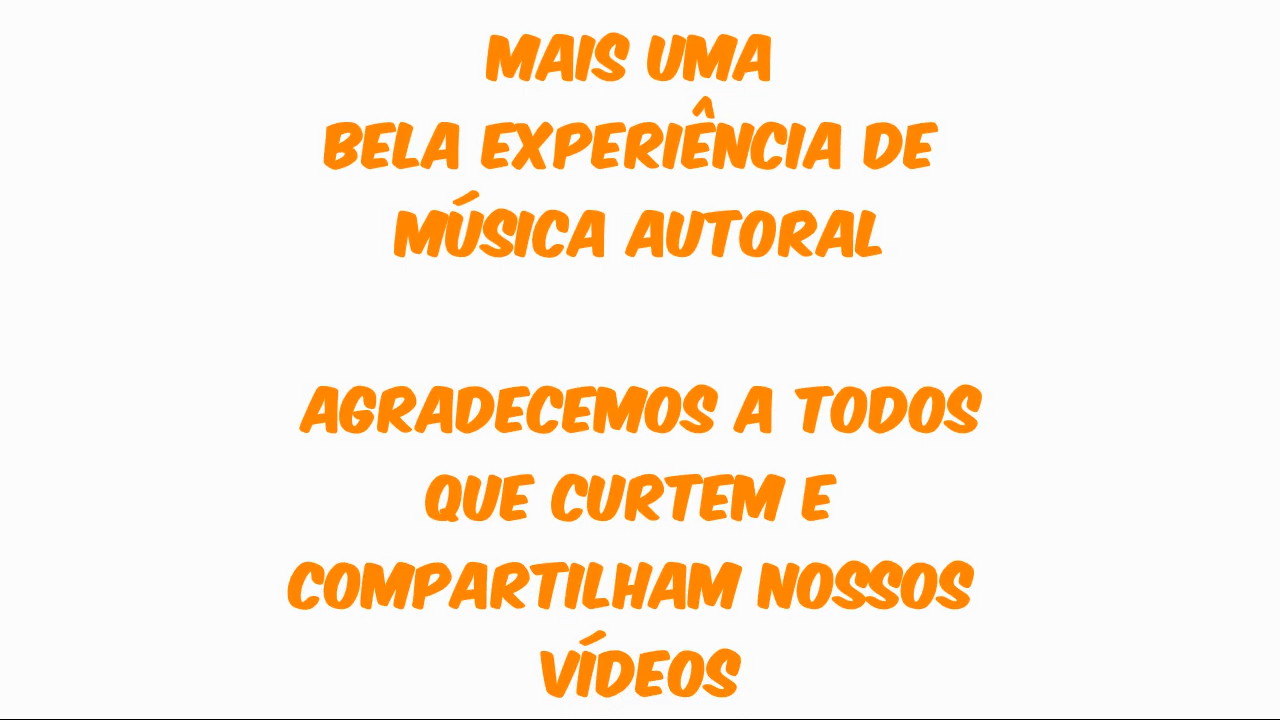 MAIS UMA
BELA EXPERIÊNCIA DE
MÚSICA AUTORAL
AGRADECEMOS A TODOS
QUE CURTEM E
COMPARTILHAM NOSSOS
VÍDEOS